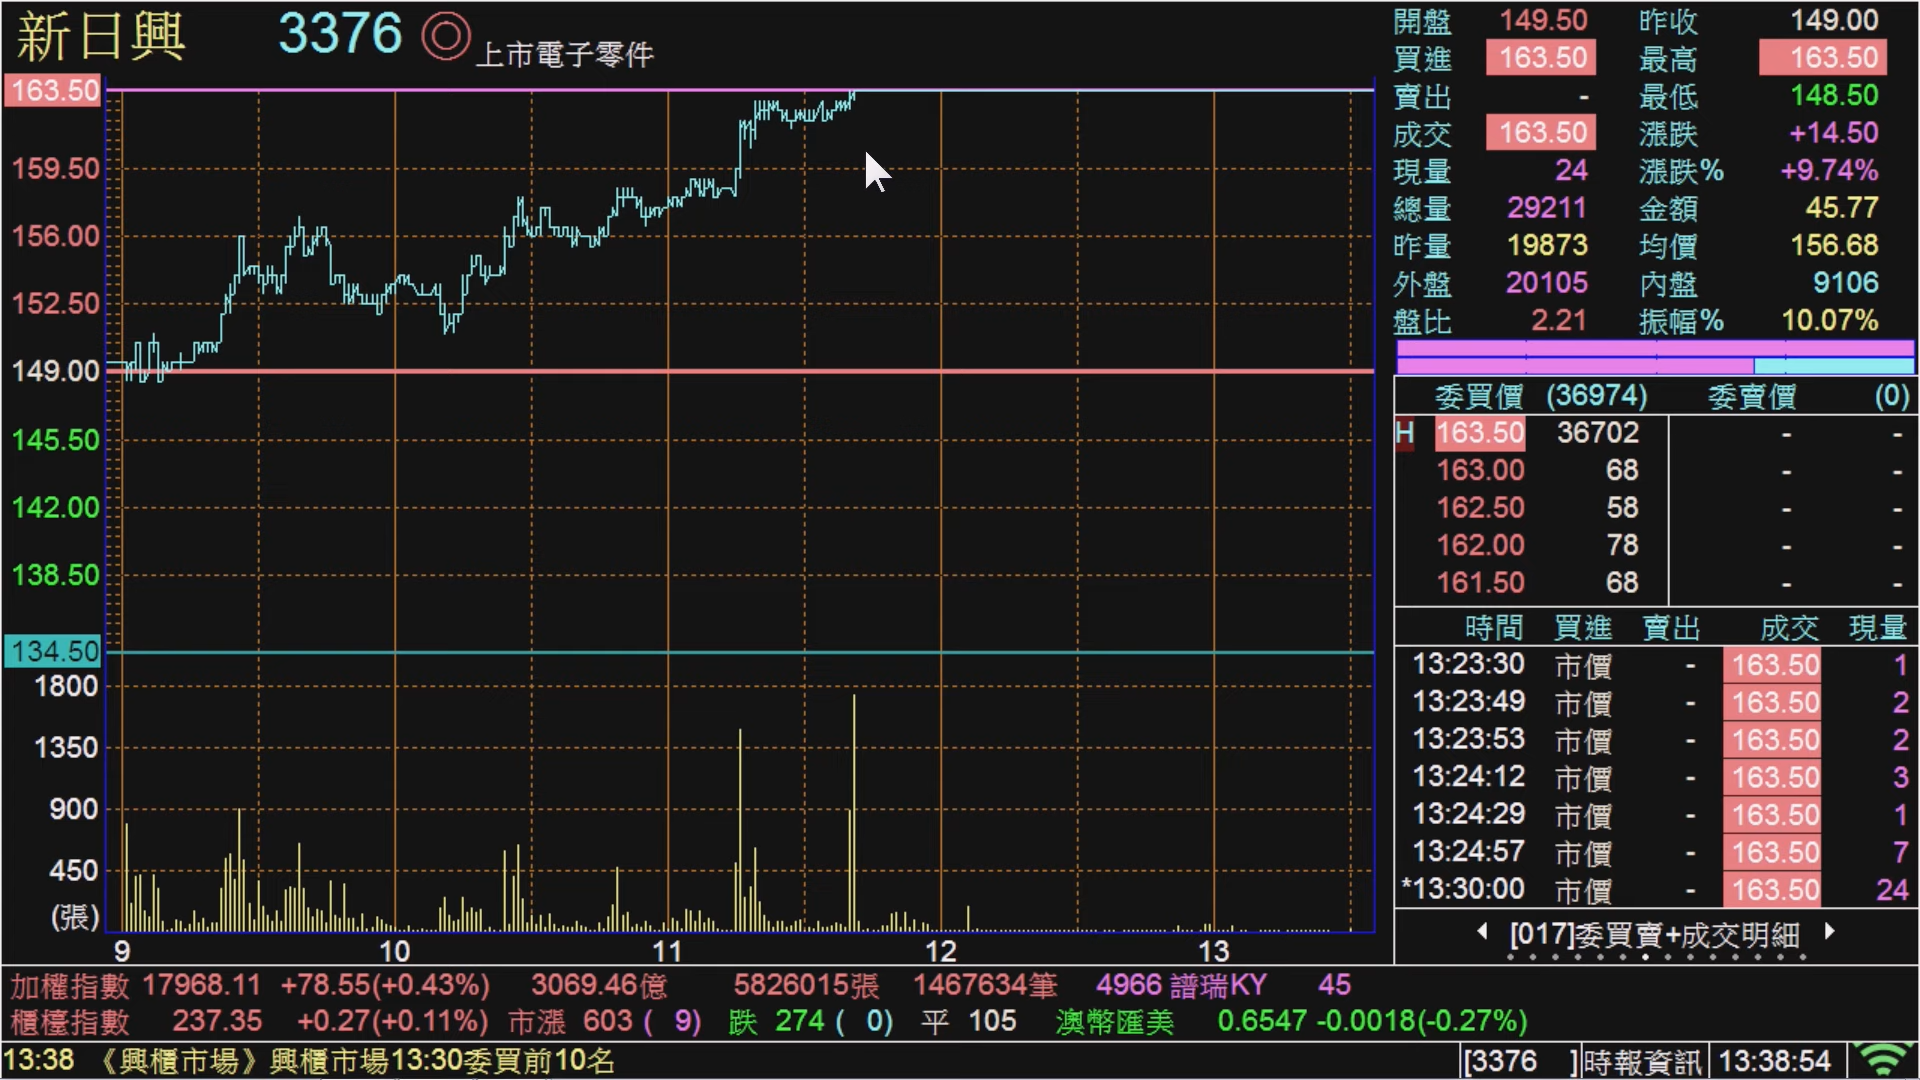 新日興 3376 ◎ 上市電子零件
163.50
159.50
156.00
152.50
149.00
145.50
142.00
138.50
134.50
1800
1350
900
450
(張)
9 10 11 12 13
開盤 149.50 昨收 149.00
買進 163.50 最高 163.50
賣出 - 最低 148.50
成交 163.50 漲跌 +14.50
現量 24 漲跌% +9.74%
總量 29211 金額 45.77
昨量 19873 均價 156.68
外盤 20105 內盤 9106
盤比 2.21 振幅% 10.07%
委買價 (36974) 委賣價 (0)
H 163.50 36702 - -
163.00 68 - -
162.50 58 - -
162.00 78 - -
161.50 68 - -
時間 買進 賣出 成交 現量
13:23:30 市價 - 163.50 1
13:23:49 市價 - 163.50 2
13:23:53 市價 - 163.50 2
13:24:12 市價 - 163.50 3
13:24:29 市價 - 163.50 1
13:24:57 市價 - 163.50 7
*13:30:00 市價 - 163.50 24
[017]委買賣+成交明細
加權指數 17968.11 +78.55(+0.43%) 3069.46億 5826015張 1467634筆 4966 譜瑞KY 45
櫃檯指數 237.35 +0.27(+0.11%) 市漲 603 ( 9) 跌 274 ( 0) 平 105 澳幣匯美 0.6547 -0.0018(-0.27%)
13:38 《興櫃市場》興櫃市場13:30委買前10名 [3376 ]時報資訊 13:38:54